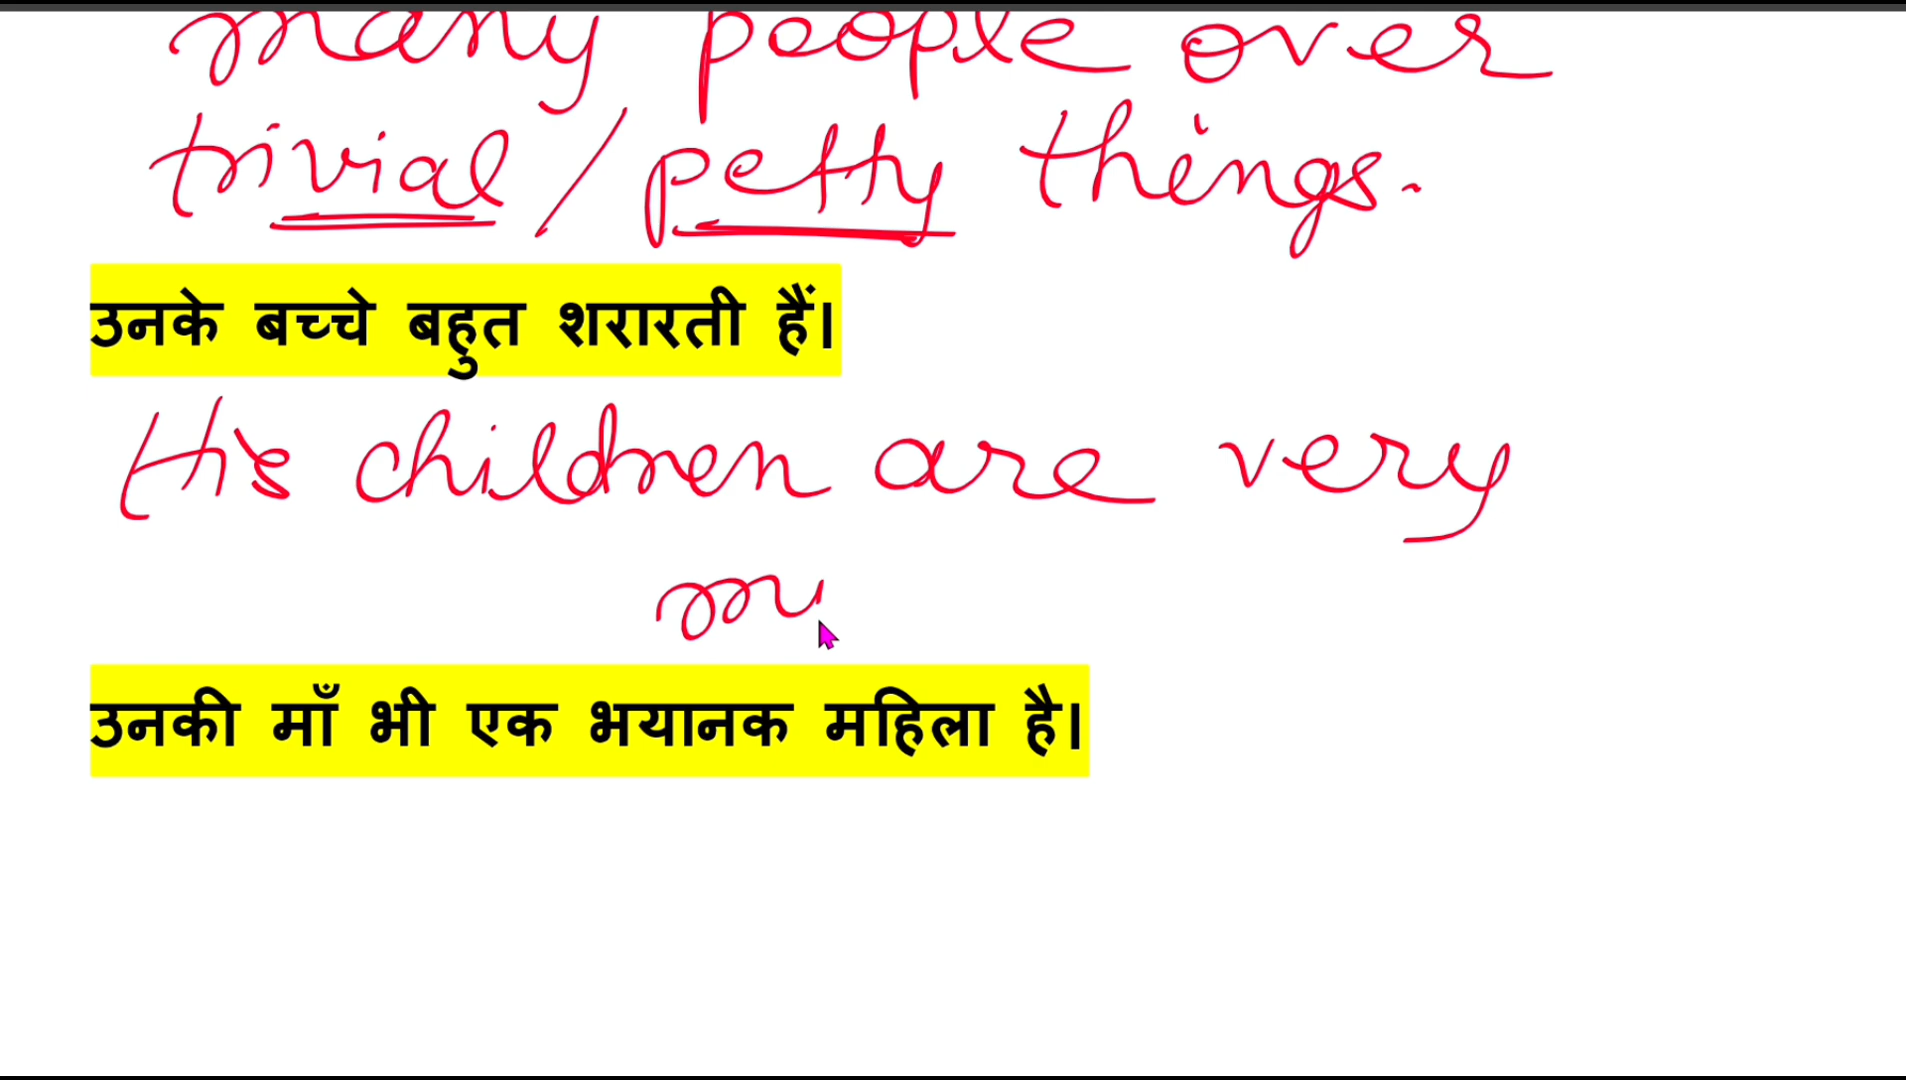 many people over
trivial / petty things.
उनके बच्चे बहुत शरारती हैं।
His children are very
उनकी माँ भी एक भयानक महिला है।